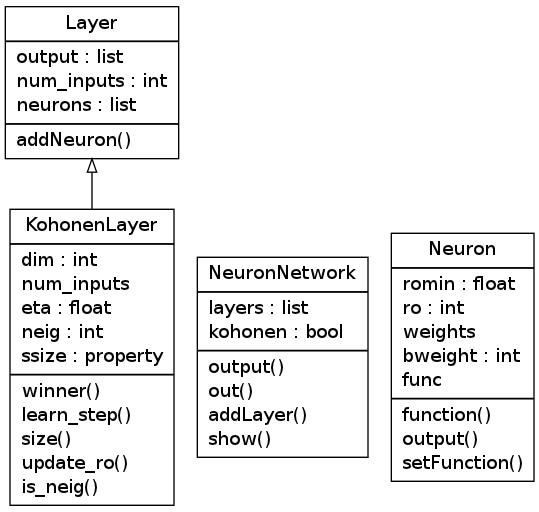 Layer
output : list
num_inputs : int
neurons : list
addNeuron()
KohonenLayer
dim : int
num_inputs
eta : float
neig : int
ssize : property
winner()
learn_step()
size()
update_ro()
is_neig()
NeuronNetwork
layers : list
kohonen : bool
output()
out()
addLayer()
show()
Neuron
romin : float
ro : int
weights
bweight : int
func
function()
output()
setFunction()